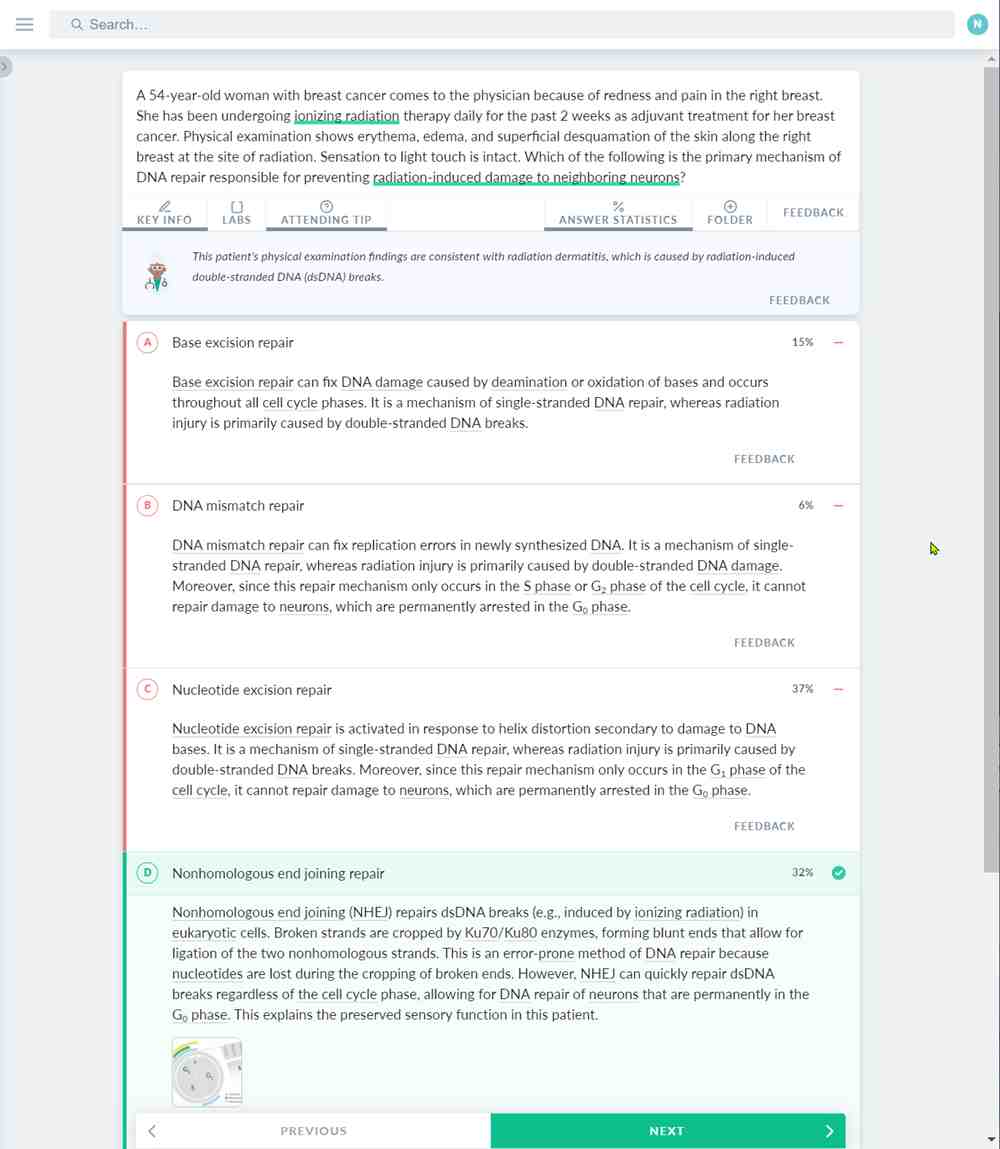 Search...
N
A 54-year-old woman with breast cancer comes to the physician because of redness and pain in the right breast.
She has been undergoing ionizing radiation therapy daily for the past 2 weeks as adjuvant treatment for her breast
cancer. Physical examination shows erythema, edema, and superficial desquamation of the skin along the right
breast at the site of radiation. Sensation to light touch is intact. Which of the following is the primary mechanism of
DNA repair responsible for preventing radiation-induced damage to neighboring neurons?
KEY INFO LABS ATTENDING TIP ANSWER STATISTICS FOLDER FEEDBACK
This patient's physical examination findings are consistent with radiation dermatitis, which is caused by radiation-induced
double-stranded DNA (dsDNA) breaks.
FEEDBACK
A Base excision repair 15%
Base excision repair can fix DNA damage caused by deamination or oxidation of bases and occurs
throughout all cell cycle phases. It is a mechanism of single-stranded DNA repair, whereas radiation
injury is primarily caused by double-stranded DNA breaks.
FEEDBACK
B DNA mismatch repair 6%
DNA mismatch repair can fix replication errors in newly synthesized DNA. It is a mechanism of single-
stranded DNA repair, whereas radiation injury is primarily caused by double-stranded DNA damage.
Moreover, since this repair mechanism only occurs in the S phase or G₂ phase of the cell cycle, it cannot
repair damage to neurons, which are permanently arrested in the G₀ phase.
FEEDBACK
C Nucleotide excision repair 37%
Nucleotide excision repair is activated in response to helix distortion secondary to damage to DNA
bases. It is a mechanism of single-stranded DNA repair, whereas radiation injury is primarily caused by
double-stranded DNA breaks. Moreover, since this repair mechanism only occurs in the G₁ phase of the
cell cycle, it cannot repair damage to neurons, which are permanently arrested in the G₀ phase.
FEEDBACK
D Nonhomologous end joining repair 32%
Nonhomologous end joining (NHEJ) repairs dsDNA breaks (e.g., induced by ionizing radiation) in
eukaryotic cells. Broken strands are cropped by Ku70/Ku80 enzymes, forming blunt ends that allow for
ligation of the two nonhomologous strands. This is an error-prone method of DNA repair because
nucleotides are lost during the cropping of broken ends. However, NHEJ can quickly repair dsDNA
breaks regardless of the cell cycle phase, allowing for DNA repair of neurons that are permanently in the
G₀ phase. This explains the preserved sensory function in this patient.
PREVIOUS NEXT